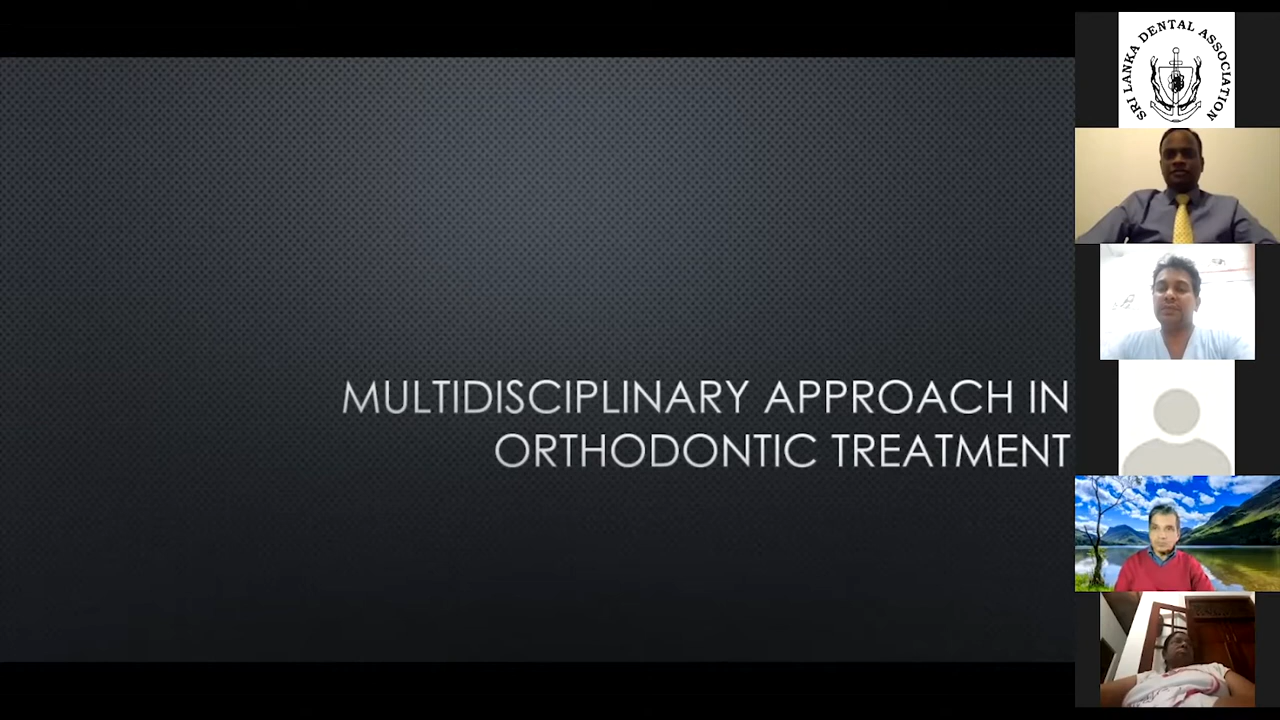 MULTIDISCIPLINARY APPROACH IN
ORTHODONTIC TREATMENT
SRI LANKA DENTAL ASSOCIATION